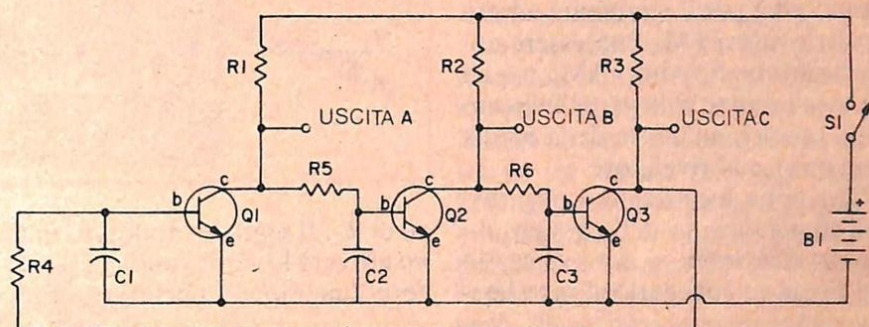 R1
R2
R3
USCITA A
USCITA B
USCITA C
S1
R5
R6
b
c
e
Q1
b
c
e
Q2
b
c
e
Q3
+
B1
R4
C1
C2
C3